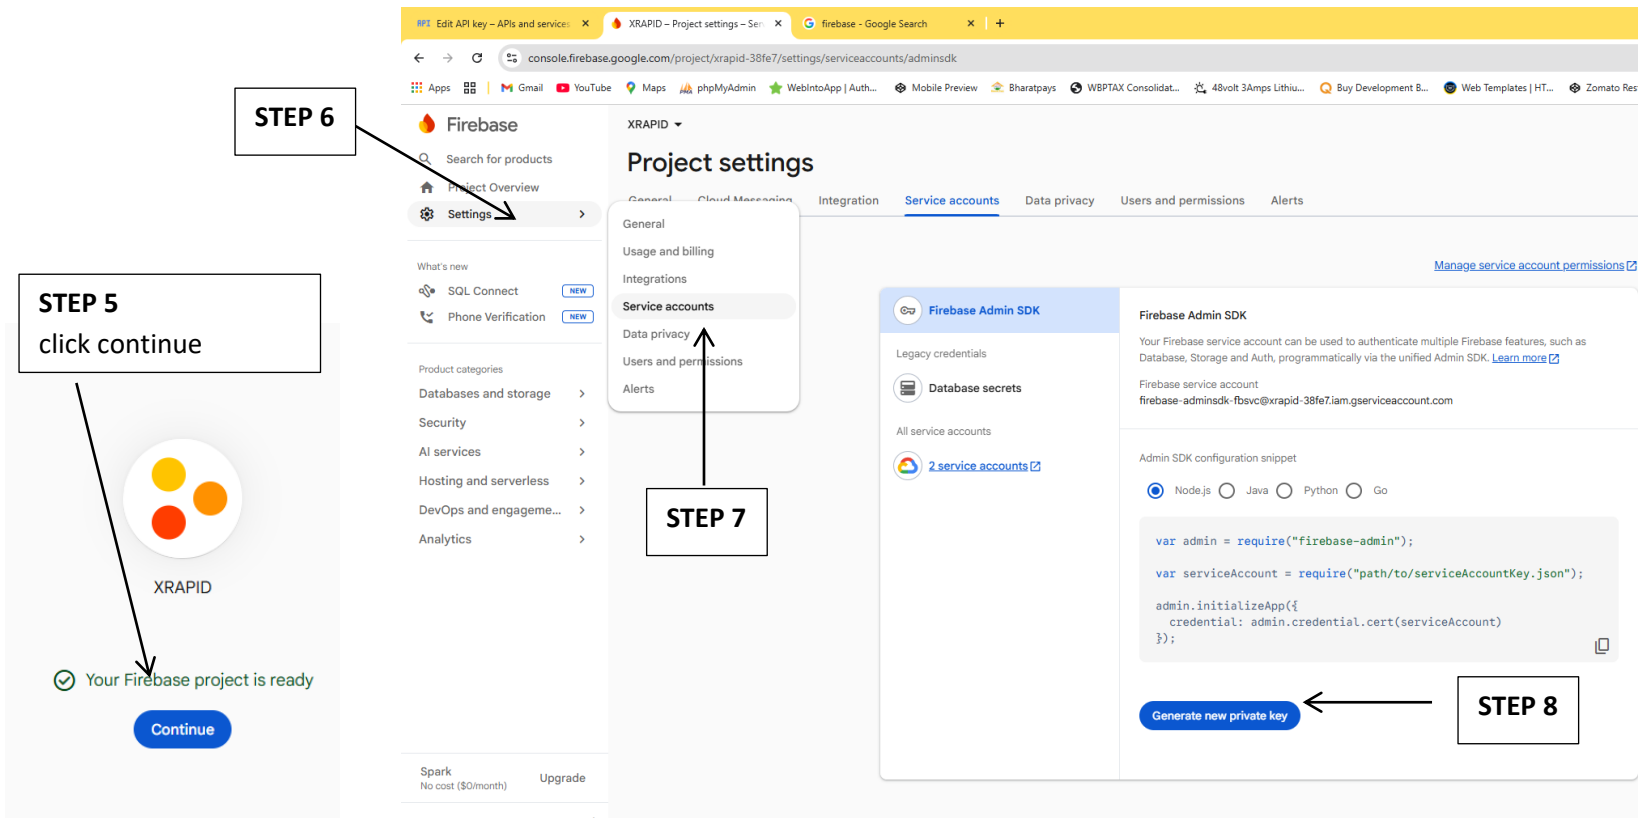 Edit API key – APIs and services
XRAPID – Project settings – Ser
firebase - Google Search
console.firebase.google.com/project/xrapid-38fe7/settings/serviceaccounts/adminsdk
Apps
Gmail
YouTube
Maps
phpMyAdmin
WebIntoApp | Auth...
Mobile Preview
Bharatpays
WBPTAX Consolidat...
48volt 3Amps Lithiu...
Buy Development B...
Web Templates | HT...
Zomato Res
STEP 6
Firebase
Search for products
Project Overview
Settings
What's new
SQL Connect NEW
Phone Verification NEW
Product categories
Databases and storage
Security
AI services
Hosting and serverless
DevOps and engageme...
Analytics
Spark
No cost ($0/month)
Upgrade
STEP 5
click continue
XRAPID
Your Firebase project is ready
Continue
XRAPID
Project settings
General Cloud Messaging Integration Service accounts Data privacy Users and permissions Alerts
General
Usage and billing
Integrations
Service accounts
Data privacy
Users and permissions
Alerts
STEP 7
Manage service account permissions
Firebase Admin SDK
Legacy credentials
Database secrets
All service accounts
2 service accounts
Firebase Admin SDK
Your Firebase service account can be used to authenticate multiple Firebase features, such as
Database, Storage and Auth, programmatically via the unified Admin SDK. Learn more
Firebase service account
firebase-adminsdk-fbsvc@xrapid-38fe7.iam.gserviceaccount.com
Admin SDK configuration snippet
Node.js Java Python Go
var admin = require("firebase-admin");
var serviceAccount = require("path/to/serviceAccountKey.json");
admin.initializeApp({
credential: admin.credential.cert(serviceAccount)
});
Generate new private key
STEP 8